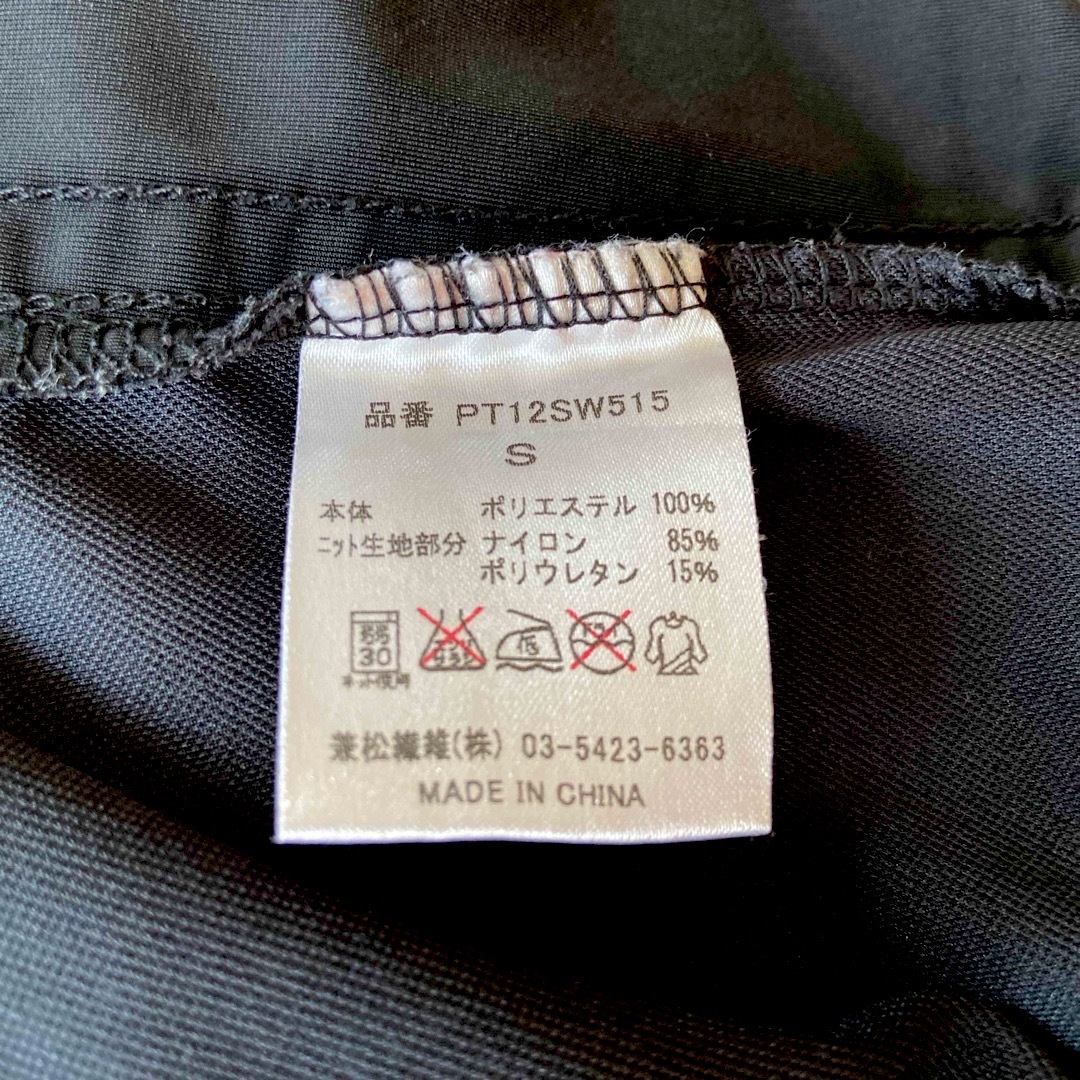 品番 PT12SW515
S
本体 ポリエステル 100%
ニット生地部分 ナイロン 85%
ポリウレタン 15%
弱 30 低
ネット使用
兼松繊維(株) 03-5423-6363
MADE IN CHINA